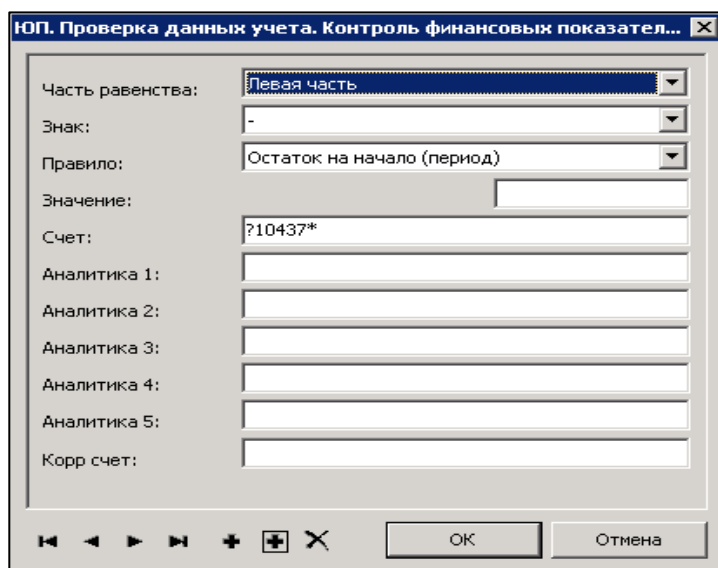 ЮП. Проверка данных учета. Контроль финансовых показател...
Часть равенства: Левая часть
Знак: -
Правило: Остаток на начало (период)
Значение:
Счет: ?10437*
Аналитика 1:
Аналитика 2:
Аналитика 3:
Аналитика 4:
Аналитика 5:
Корр счет:
ОК Отмена